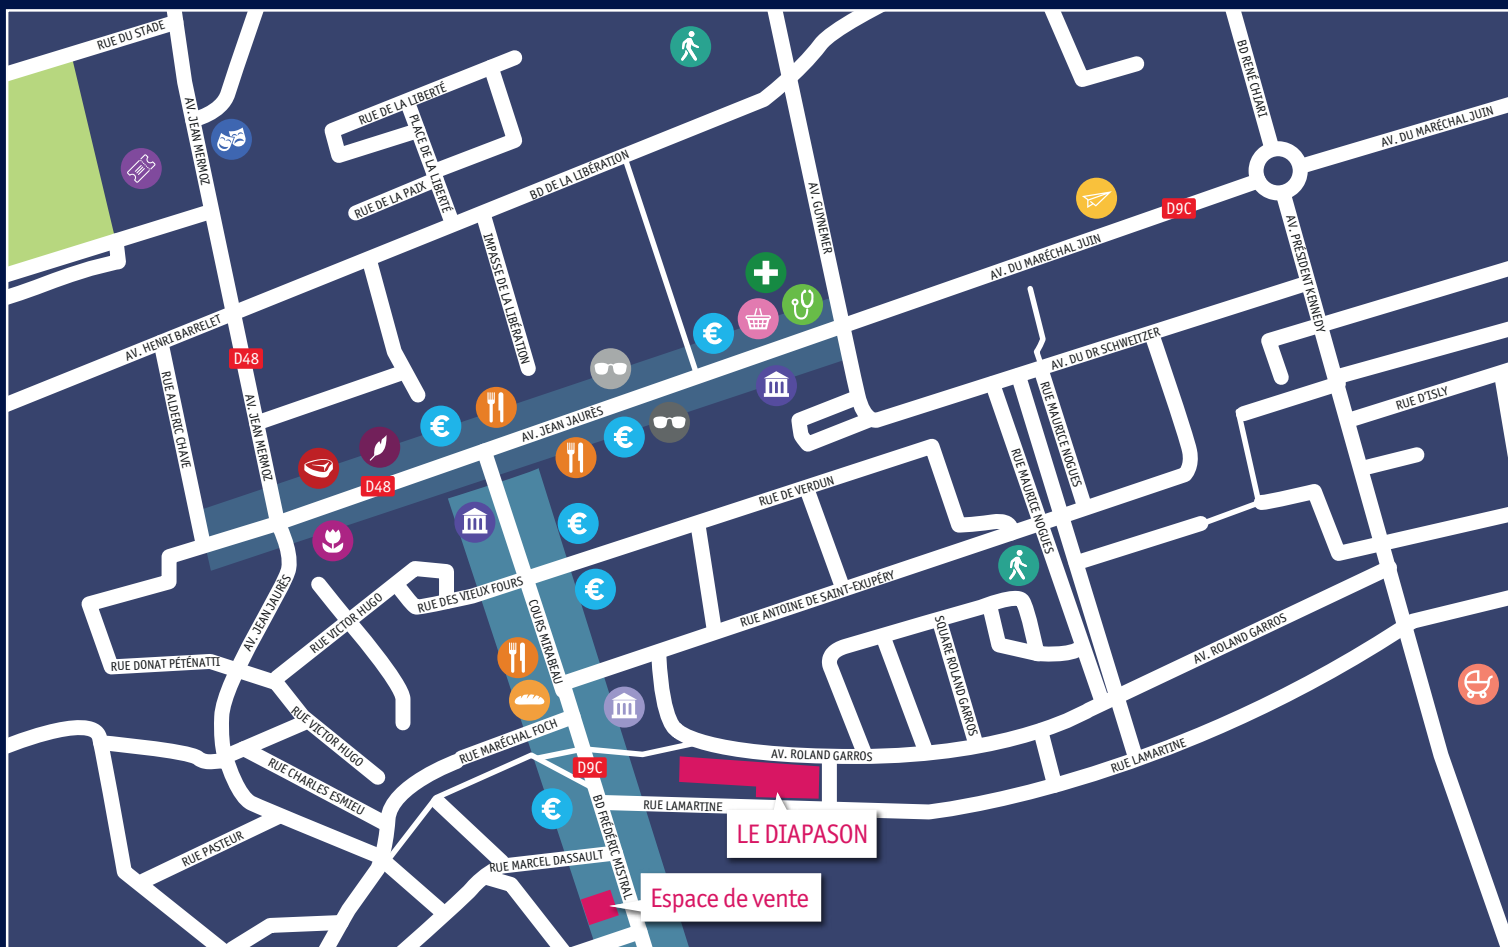 RUE DU STADE
AV. JEAN MERMOZ
RUE DE LA LIBERTÉ
PLACE DE LA LIBERTÉ
RUE DE LA PAIX
BD DE LA LIBÉRATION
IMPASSE DE LA LIBÉRATION
AV. GUYNEMER
BD RENÉ CHIARI
AV. DU MARÉCHAL JUIN
D9C
AV. DU MARÉCHAL JUIN
AV. PRÉSIDENT KENNEDY
AV. HENRI BARRELET
D48
RUE ALDERIC CHAVE
AV. JEAN MERMOZ
€
€
€
AV. JEAN JAURÈS
D48
AV. DU DR SCHWEITZER
RUE MAURICE NOGUES
RUE D'ISLY
RUE MAURICE NOGUES
RUE DE VERDUN
€
€
RUE DES VIEUX FOURS
COURS MIRABEAU
RUE ANTOINE DE SAINT-EXUPÉRY
AV. JEAN JAURÈS
RUE VICTOR HUGO
RUE DONAT PÉTÉNATTI
RUE VICTOR HUGO
RUE CHARLES ESMIEU
RUE PASTEUR
RUE MARÉCHAL FOCH
D9C
SQUARE ROLAND GARROS
AV. ROLAND GARROS
AV. ROLAND GARROS
RUE LAMARTINE
RUE LAMARTINE
€
BD FRÉDÉRIC MISTRAL
RUE MARCEL DASSAULT
LE DIAPASON
Espace de vente